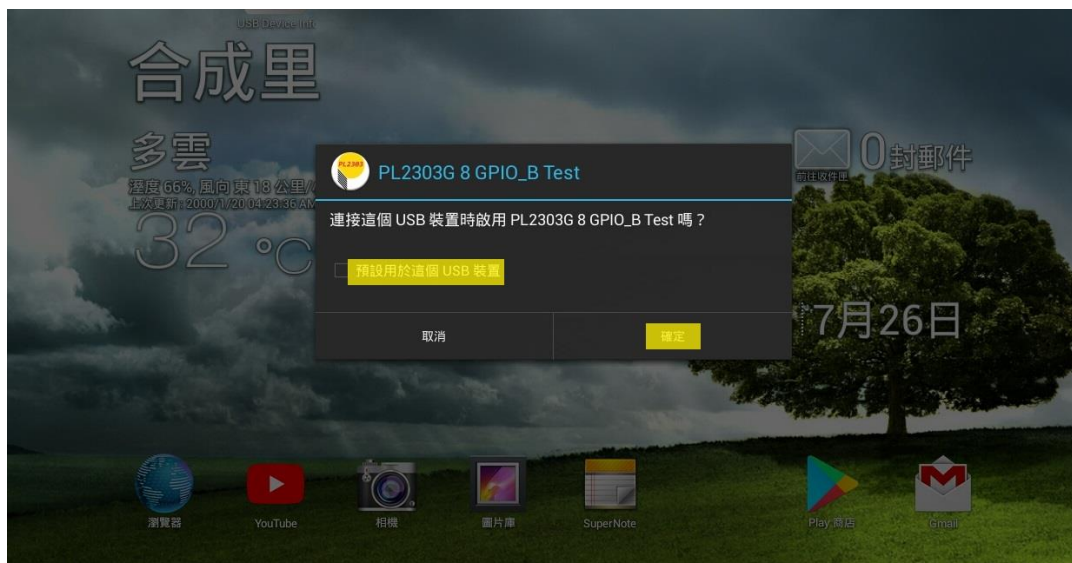 USB Device Inf
合成里
多雲
溼度 66%, 風向 東 18 公里/
上次更新 : 2000/1/20 04:23:36 AM
32 °C
0封郵件
前往收件匣
PL2303
PL2303G 8 GPIO_B Test
連接這個 USB 裝置時啟用 PL2303G 8 GPIO_B Test 嗎？
預設用於這個 USB 裝置
取消
確定
7月26日
瀏覽器
YouTube
相機
圖片庫
SuperNote
Play 商店
Gmail